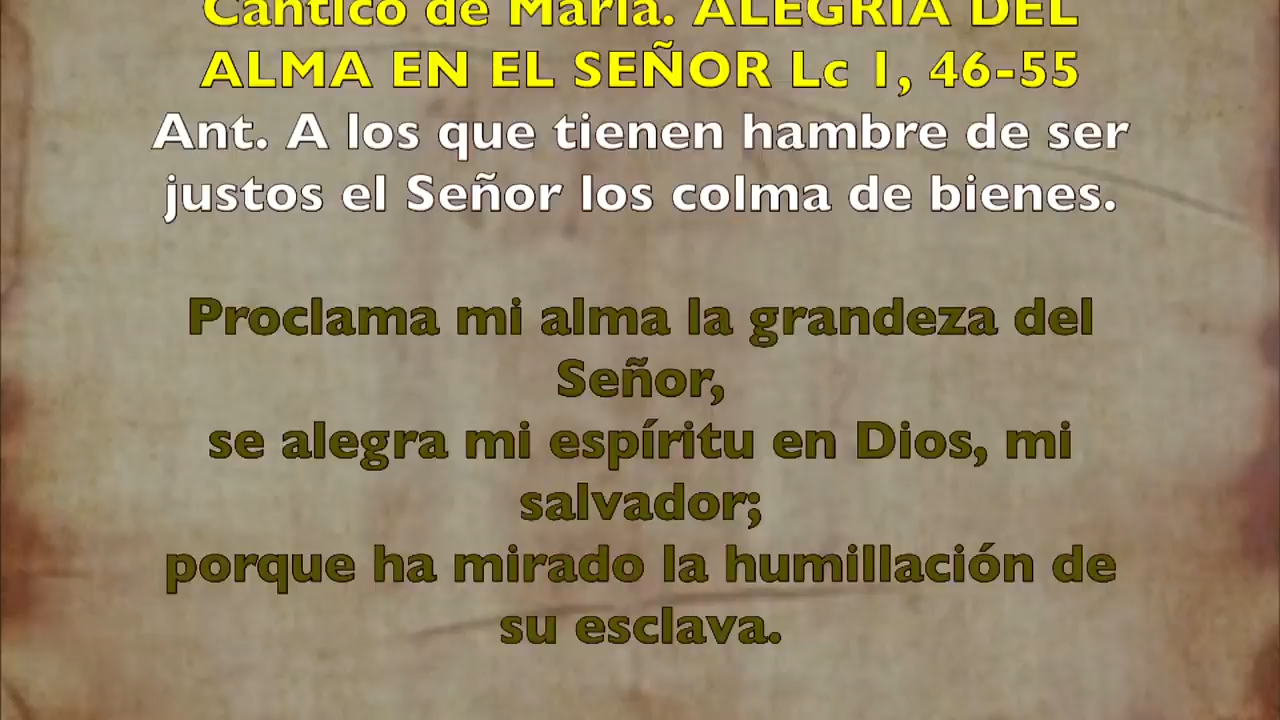 Cántico de María. ALEGRÍA DEL
ALMA EN EL SEÑOR Lc 1, 46-55
Ant. A los que tienen hambre de ser
justos el Señor los colma de bienes.
Proclama mi alma la grandeza del
Señor,
se alegra mi espíritu en Dios, mi
salvador;
porque ha mirado la humillación de
su esclava.